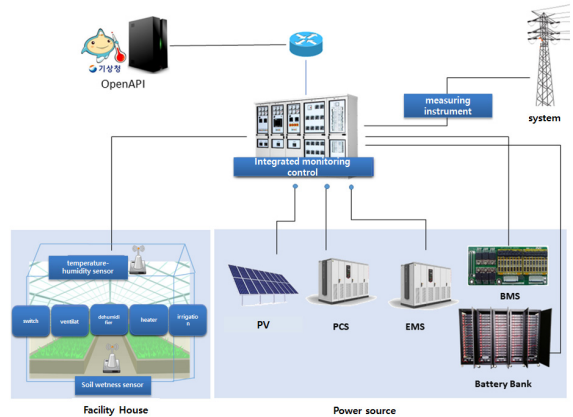 기상청
OpenAPI
measuring
instrument
system
Integrated monitoring
control
temperature-
humidity sensor
switch
ventilat
dehumidi
fier
heater
irrigatio
n
Soil wetness sensor
Facility House
PV
PCS
EMS
BMS
Battery Bank
Power source